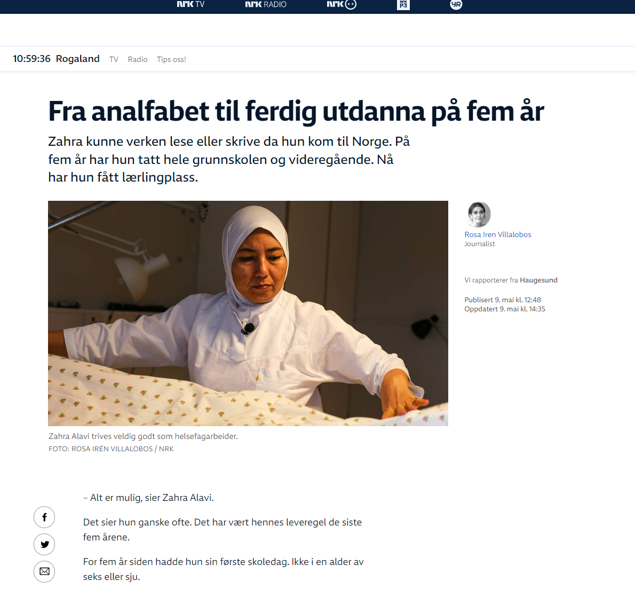 NRK TV
NRK RADIO
NRK
NRK P3
YR
10:59:36 Rogaland TV Radio Tips oss!
Fra analfabet til ferdig utdanna på fem år
Zahra kunne verken lese eller skrive da hun kom til Norge. På
fem år har hun tatt hele grunnskolen og videregående. Nå
har hun fått lærlingplass.
Rosa Iren Villalobos
Journalist
Vi rapporterer fra Haugesund
Publisert 9. mai kl. 12:48
Oppdatert 9. mai kl. 14:35
Zahra Alavi trives veldig godt som helsefagarbeider.
FOTO: ROSA IRÉN VILLALOBOS / NRK
– Alt er mulig, sier Zahra Alavi.
Det sier hun ganske ofte. Det har vært hennes leveregel de siste
fem årene.
For fem år siden hadde hun sin første skoledag. Ikke i en alder av
seks eller sju.